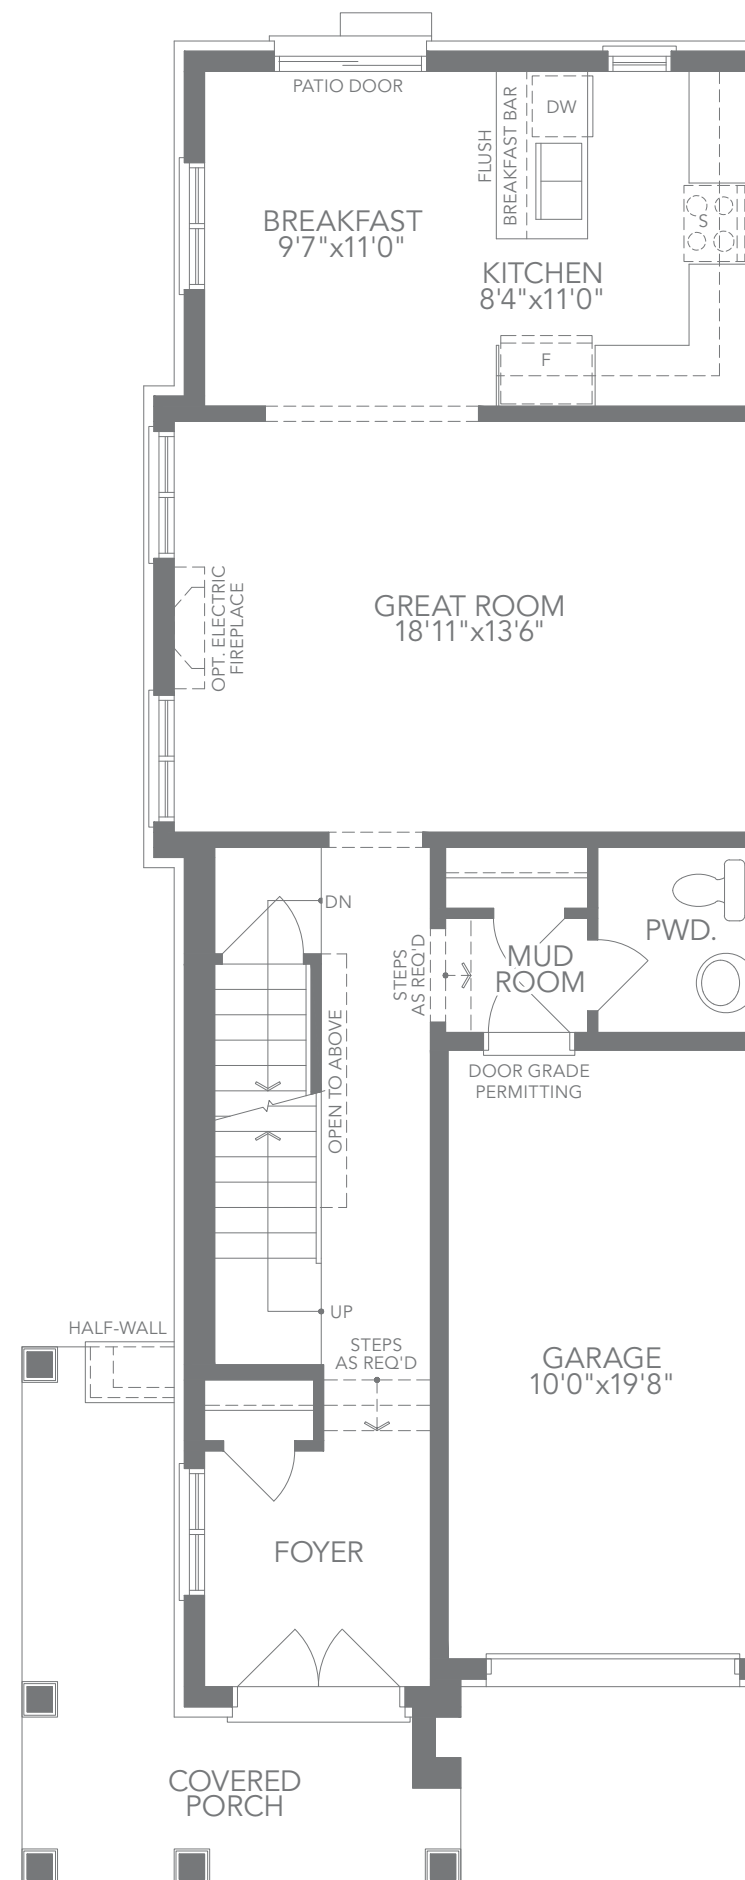 PATIO DOOR
FLUSH
BREAKFAST BAR
DW
BREAKFAST
9'7"x11'0"
S
KITCHEN
8'4"x11'0"
F
OPT. ELECTRIC
FIREPLACE
GREAT ROOM
18'11"x13'6"
DN
STEPS
AS REQ'D
MUD
ROOM
PWD.
OPEN TO ABOVE
DOOR GRADE
PERMITTING
UP
HALF-WALL
STEPS
AS REQ'D
GARAGE
10'0"x19'8"
FOYER
COVERED
PORCH